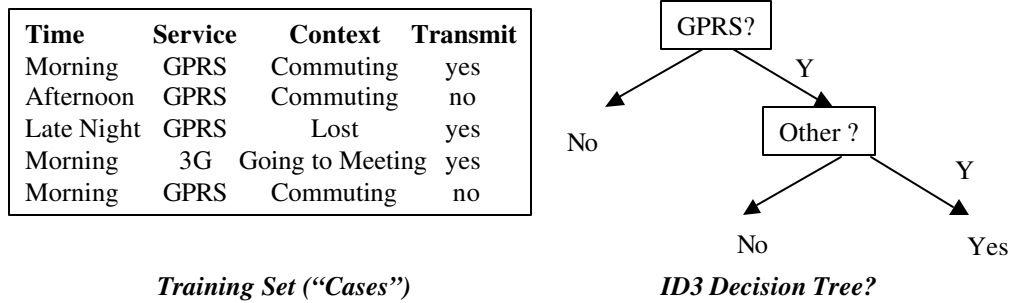 Time Service Context Transmit
Morning GPRS Commuting yes
Afternoon GPRS Commuting no
Late Night GPRS Lost yes
Morning 3G Going to Meeting yes
Morning GPRS Commuting no
Training Set (“Cases”)
GPRS?
Y
No
Other ?
Y
No
Yes
ID3 Decision Tree?